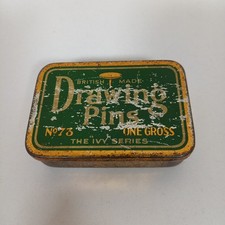 BRITISH MADE
Drawing
Pins
No 73 ONE GROSS
THE IVY SERIES